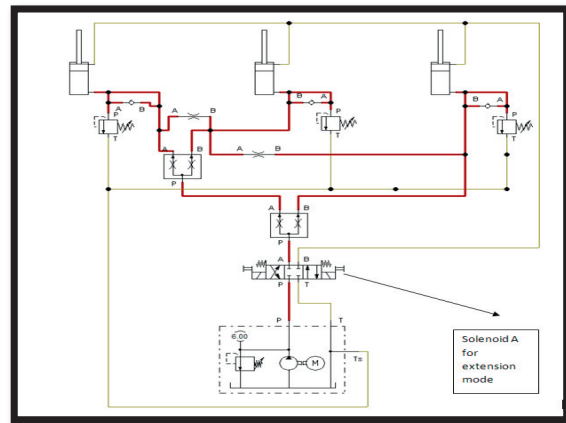 A B
P
T
A B
A B
P
A B
B A
P
T
B A
P
T
A B
P
A B
P T
P T
6.00
M
Ts
Solenoid A
for
extension
mode